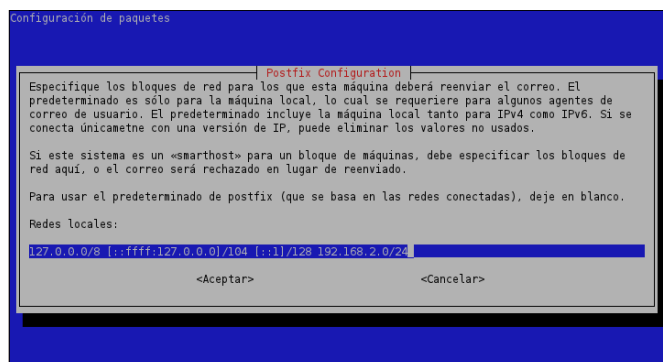 Configuración de paquetes
Postfix Configuration
Especifique los bloques de red para los que esta máquina deberá reenviar el correo. El
predeterminado es sólo para la máquina local, lo cual se requeriere para algunos agentes de
correo de usuario. El predeterminado incluye la máquina local tanto para IPv4 como IPv6. Si se
conecta únicametne con una versión de IP, puede eliminar los valores no usados.
Si este sistema es un «smarthost» para un bloque de máquinas, debe especificar los bloques de
red aquí, o el correo será rechazado en lugar de reenviado.
Para usar el predeterminado de postfix (que se basa en las redes conectadas), deje en blanco.
Redes locales:
127.0.0.0/8 [::ffff:127.0.0.0]/104 [::1]/128 192.168.2.0/24
<Aceptar> <Cancelar>